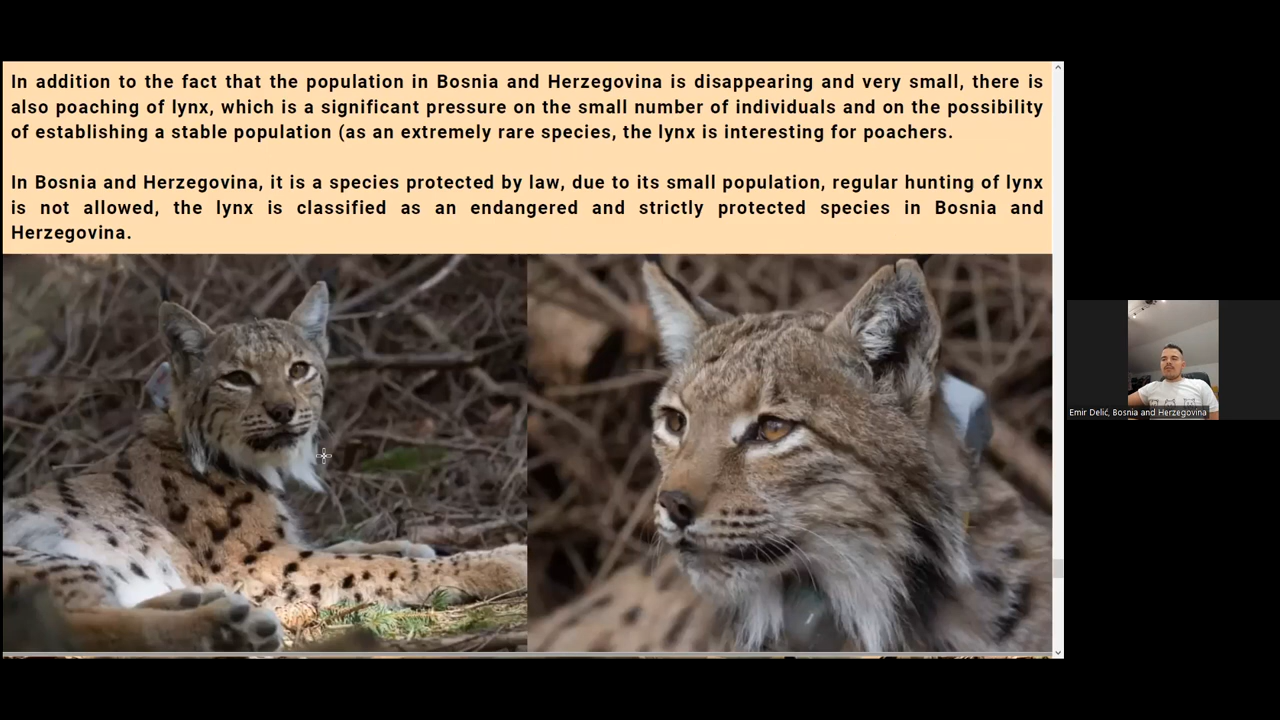 In addition to the fact that the population in Bosnia and Herzegovina is disappearing and very small, there is
also poaching of lynx, which is a significant pressure on the small number of individuals and on the possibility
of establishing a stable population (as an extremely rare species, the lynx is interesting for poachers.
In Bosnia and Herzegovina, it is a species protected by law, due to its small population, regular hunting of lynx
is not allowed, the lynx is classified as an endangered and strictly protected species in Bosnia and
Herzegovina.
Emir Delić, Bosnia and Herzegovina